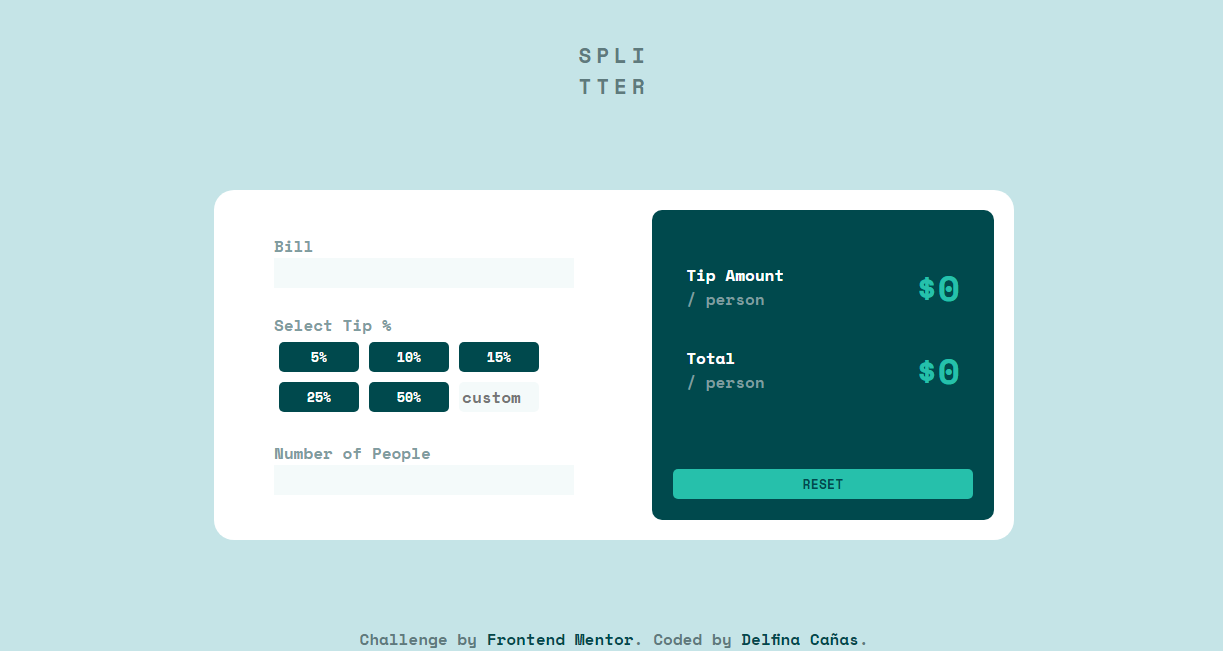 SPLI
TTER
Bill
Select Tip %
5% 10% 15%
25% 50% custom
Number of People
Tip Amount
/ person
$0
Total
/ person
$0
RESET
Challenge by Frontend Mentor. Coded by Delfina Cañas.